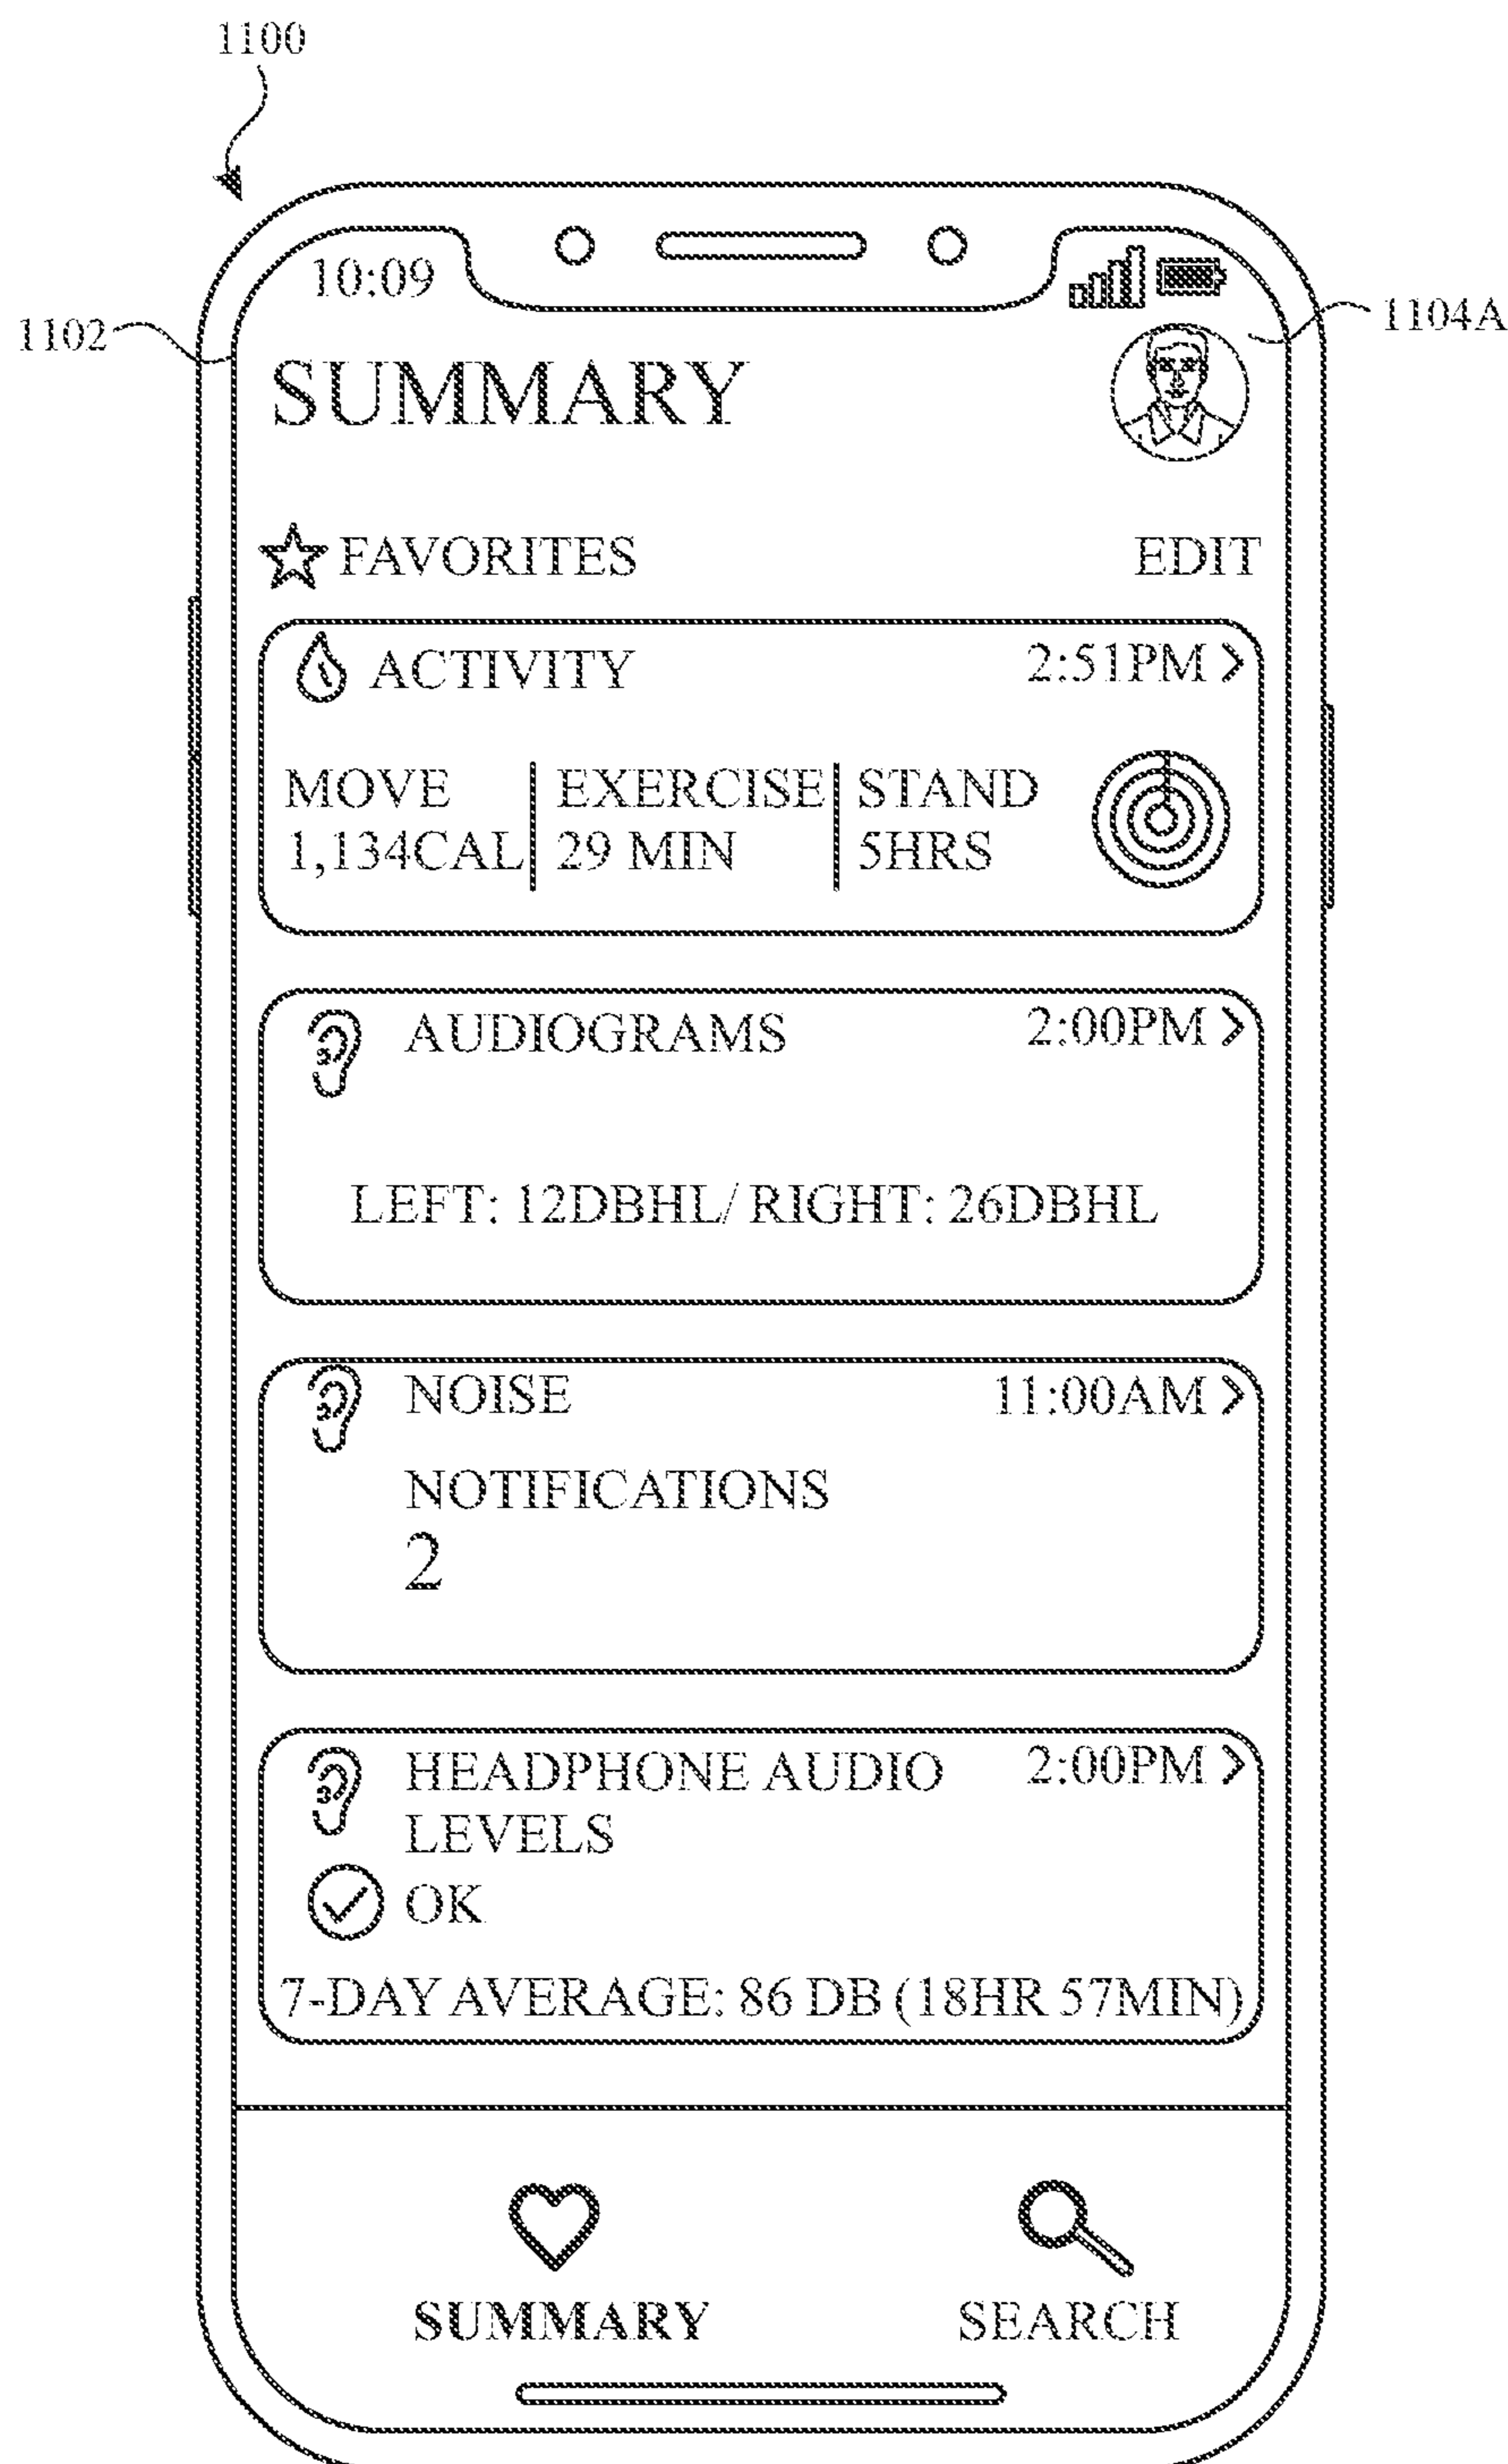 1100
10:09
1102
1104A
SUMMARY
FAVORITES EDIT
ACTIVITY 2:51PM >
MOVE EXERCISE STAND
1,134CAL 29 MIN 5HRS
AUDIOGRAMS 2:00PM >
LEFT: 12DBHL/ RIGHT: 26DBHL
NOISE 11:00AM >
NOTIFICATIONS
2
HEADPHONE AUDIO 2:00PM >
LEVELS
OK
7-DAY AVERAGE: 86 DB (18HR 57MIN)
SUMMARY SEARCH